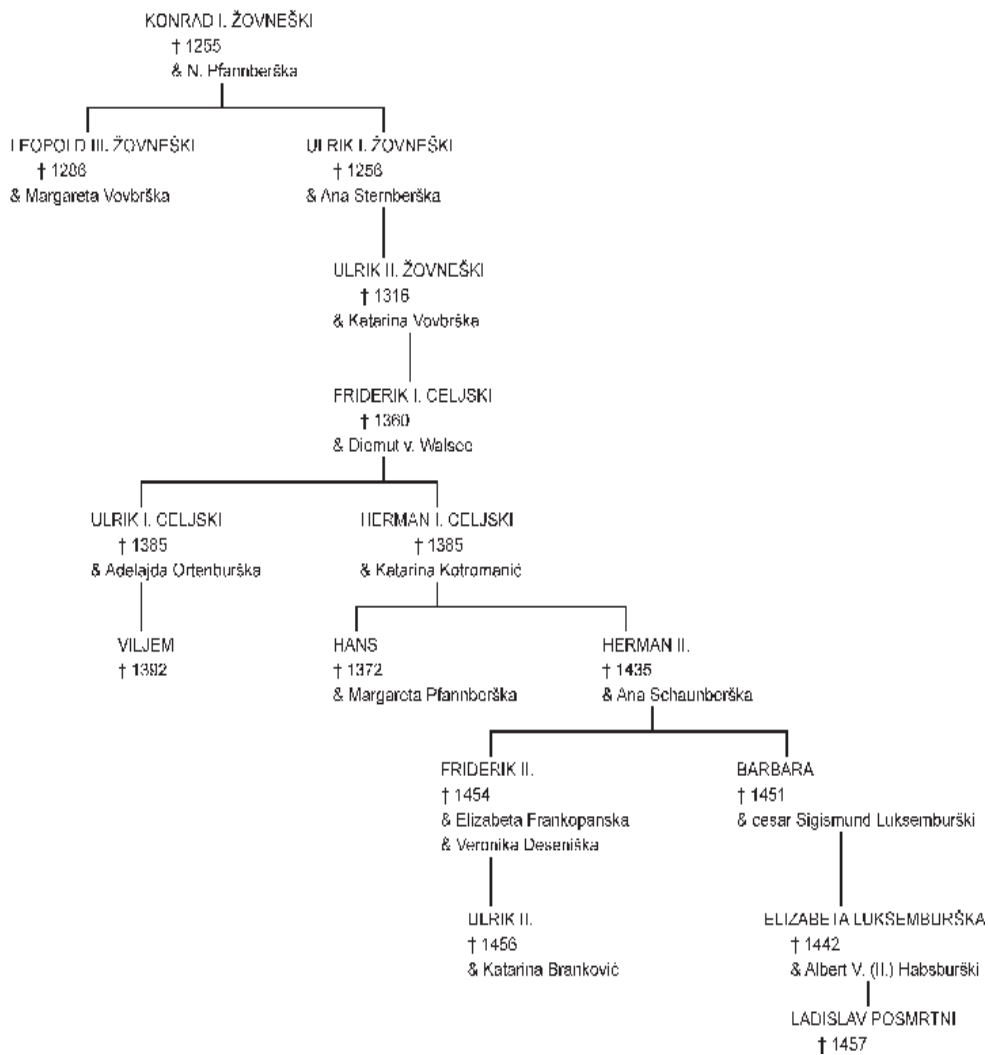 KONRAD I. ŽOVNEŠKI
† 1255
& N. Pfannberška
LEOPOLD III. ŽOVNEŠKI
† 1286
& Margareta Vovbrška
ULRIK I. ŽOVNEŠKI
† 1256
& Ana Sternberška
ULRIK II. ŽOVNEŠKI
† 1316
& Katarina Vovbrška
FRIDERIK I. CELJSKI
† 1360
& Diemut v. Walsee
ULRIK I. CELJSKI
† 1385
& Adelajda Ortenburška
HERMAN I. CELJSKI
† 1385
& Katarina Kotromanić
VILJEM
† 1392
HANS
† 1372
& Margareta Pfannberška
HERMAN II.
† 1435
& Ana Schaunberška
FRIDERIK II.
† 1454
& Elizabeta Frankopanska
& Veronika Deseniška
BARBARA
† 1451
& cesar Sigismund Luksemburški
ULRIK II.
† 1456
& Katarina Branković
ELIZABETA LUKSEMBURŠKA
† 1442
& Albert V. (II.) Habsburški
LADISLAV POSMRTNI
† 1457